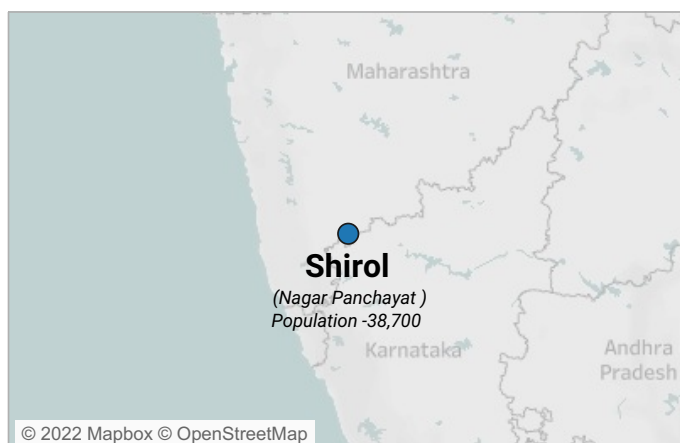 Maharashtra
Shirol
(Nagar Panchayat )
Population -38,700
Karnataka
Andhra
Pradesh
© 2022 Mapbox © OpenStreetMap